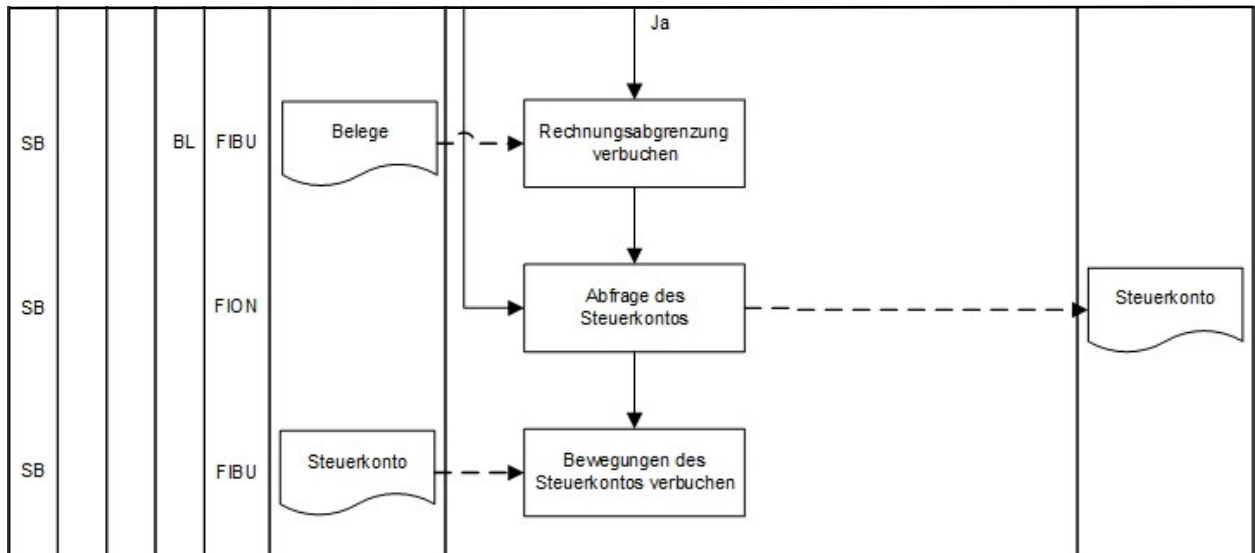 Ja
SB
BL
FIBU
Belege
Rechnungsabgrenzung
verbuchen
SB
FION
Abfrage des
Steuerkontos
Steuerkonto
SB
FIBU
Steuerkonto
Bewegungen des
Steuerkontos verbuchen